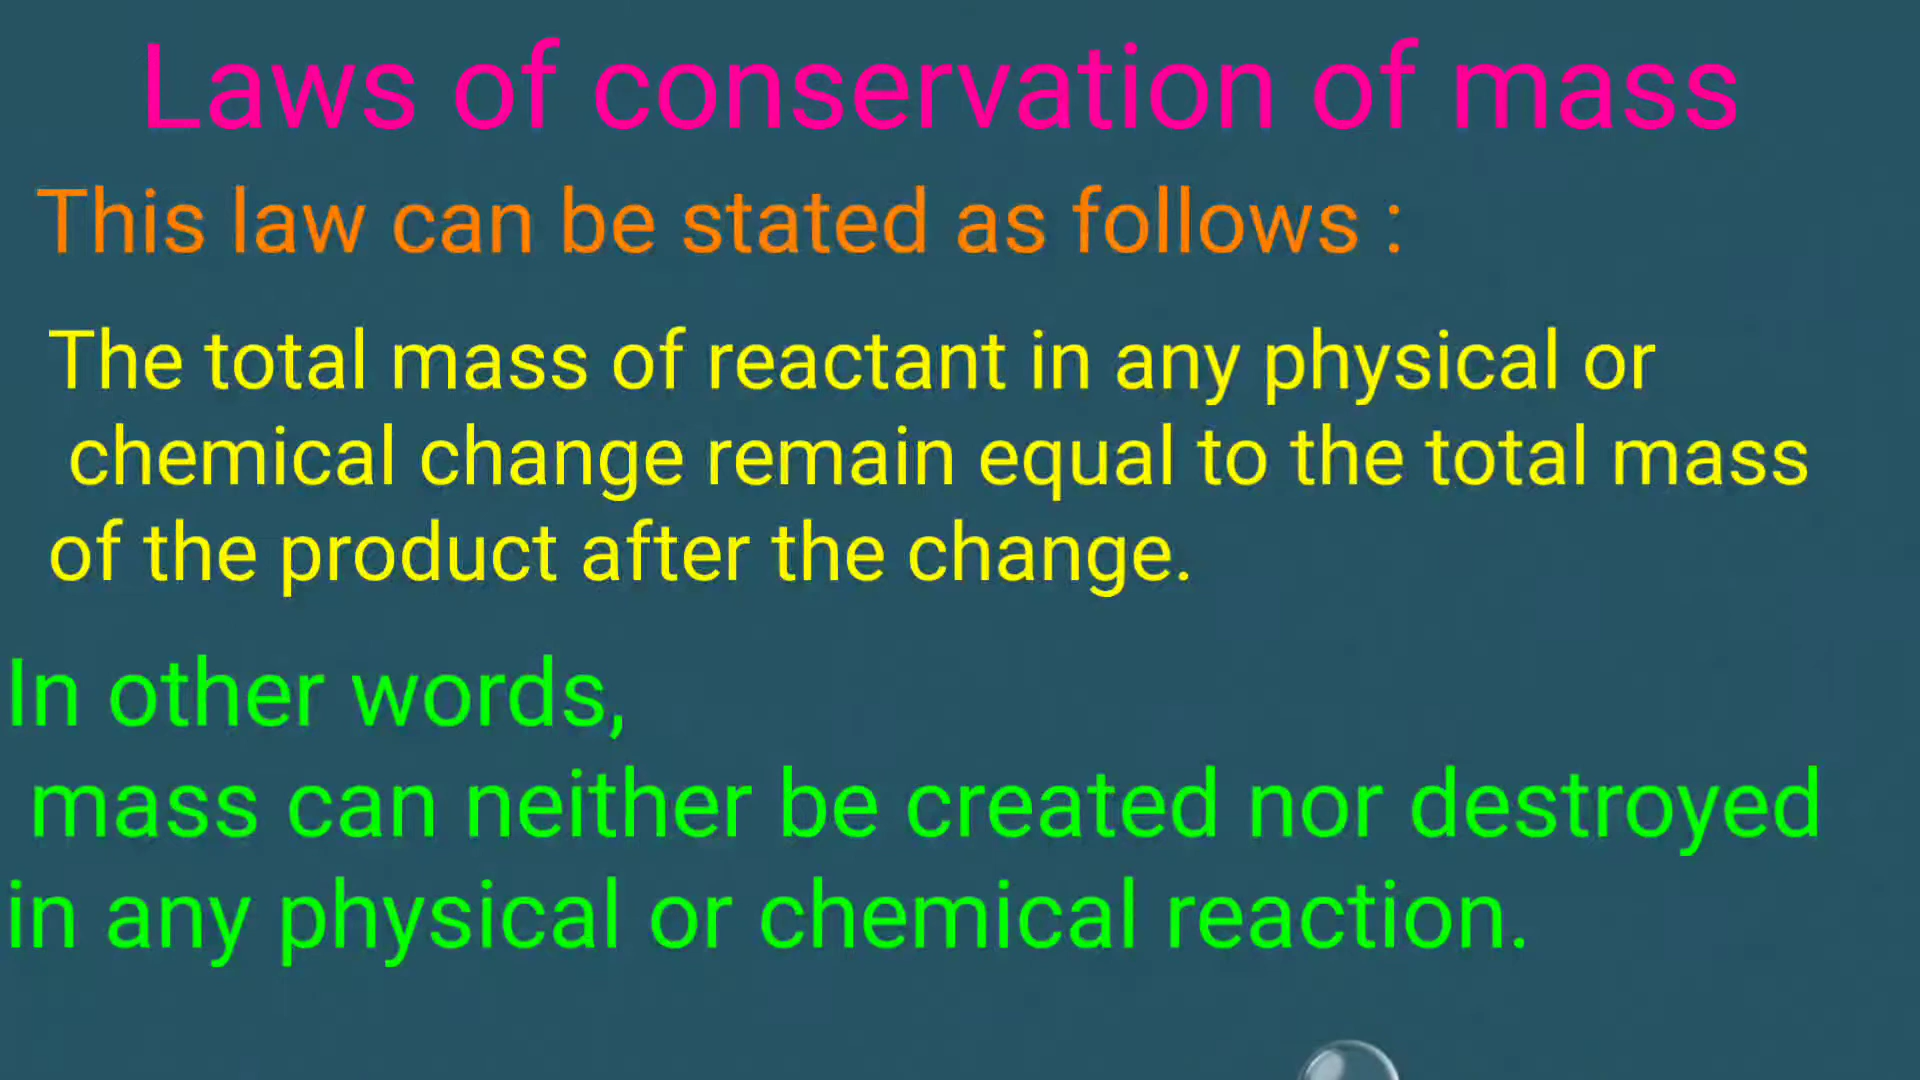 Laws of conservation of mass
This law can be stated as follows :
The total mass of reactant in any physical or
chemical change remain equal to the total mass
of the product after the change.
In other words,
mass can neither be created nor destroyed
in any physical or chemical reaction.